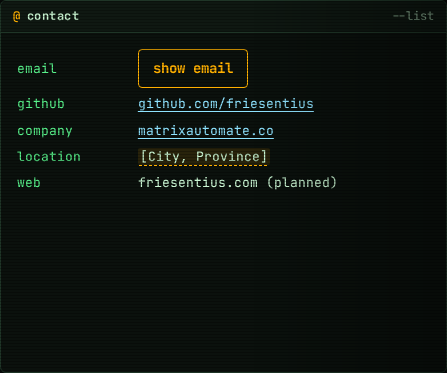 @ contact --list
email show email
github github.com/friesentius
company matrixautomate.co
location [City, Province]
web friesentius.com (planned)